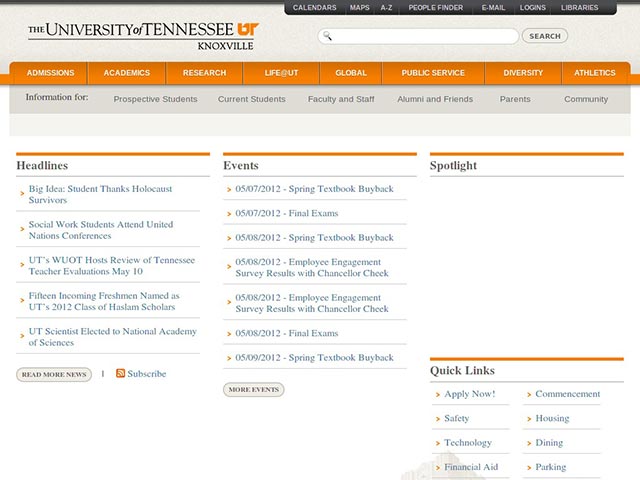 CALENDARS MAPS A-Z PEOPLE FINDER E-MAIL LOGINS LIBRARIES
THE UNIVERSITY of TENNESSEE UT
KNOXVILLE
SEARCH
ADMISSIONS ACADEMICS RESEARCH LIFE@UT GLOBAL PUBLIC SERVICE DIVERSITY ATHLETICS
Information for: Prospective Students Current Students Faculty and Staff Alumni and Friends Parents Community
Headlines
Big Idea: Student Thanks Holocaust
Survivors
Social Work Students Attend United
Nations Conferences
UT's WUOT Hosts Review of Tennessee
Teacher Evaluations May 10
Fifteen Incoming Freshmen Named as
UT's 2012 Class of Haslam Scholars
UT Scientist Elected to National Academy
of Sciences
READ MORE NEWS | Subscribe
Events
05/07/2012 - Spring Textbook Buyback
05/07/2012 - Final Exams
05/08/2012 - Spring Textbook Buyback
05/08/2012 - Employee Engagement
Survey Results with Chancellor Cheek
05/08/2012 - Employee Engagement
Survey Results with Chancellor Cheek
05/08/2012 - Final Exams
05/09/2012 - Spring Textbook Buyback
MORE EVENTS
Spotlight
Quick Links
Apply Now! Commencement
Safety Housing
Technology Dining
Financial Aid Parking